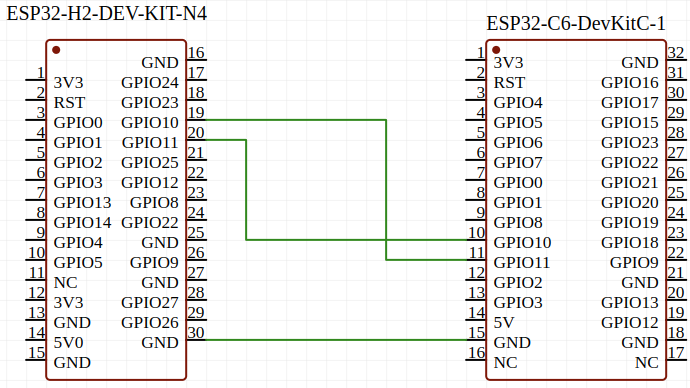 ESP32-H2-DEV-KIT-N4
GND 16
1 3V3 GPIO24 17
2 RST GPIO23 18
3 GPIO0 GPIO10 19
4 GPIO1 GPIO11 20
5 GPIO2 GPIO25 21
6 GPIO3 GPIO12 22
7 GPIO13 GPIO8 23
8 GPIO14 GPIO22 24
9 GPIO4 GND 25
10 GPIO5 GPIO9 26
11 NC GND 27
12 3V3 GPIO27 28
13 GND GPIO26 29
14 5V0 GND 30
15 GND
ESP32-C6-DevKitC-1
1 3V3 GND 32
2 RST GPIO16 31
3 GPIO4 GPIO17 30
4 GPIO5 GPIO15 29
5 GPIO6 GPIO23 28
6 GPIO7 GPIO22 27
7 GPIO0 GPIO21 26
8 GPIO1 GPIO20 25
9 GPIO8 GPIO19 24
10 GPIO10 GPIO18 23
11 GPIO11 GPIO9 22
12 GPIO2 GND 21
13 GPIO3 GPIO13 20
14 5V GPIO12 19
15 GND GND 18
16 NC NC 17